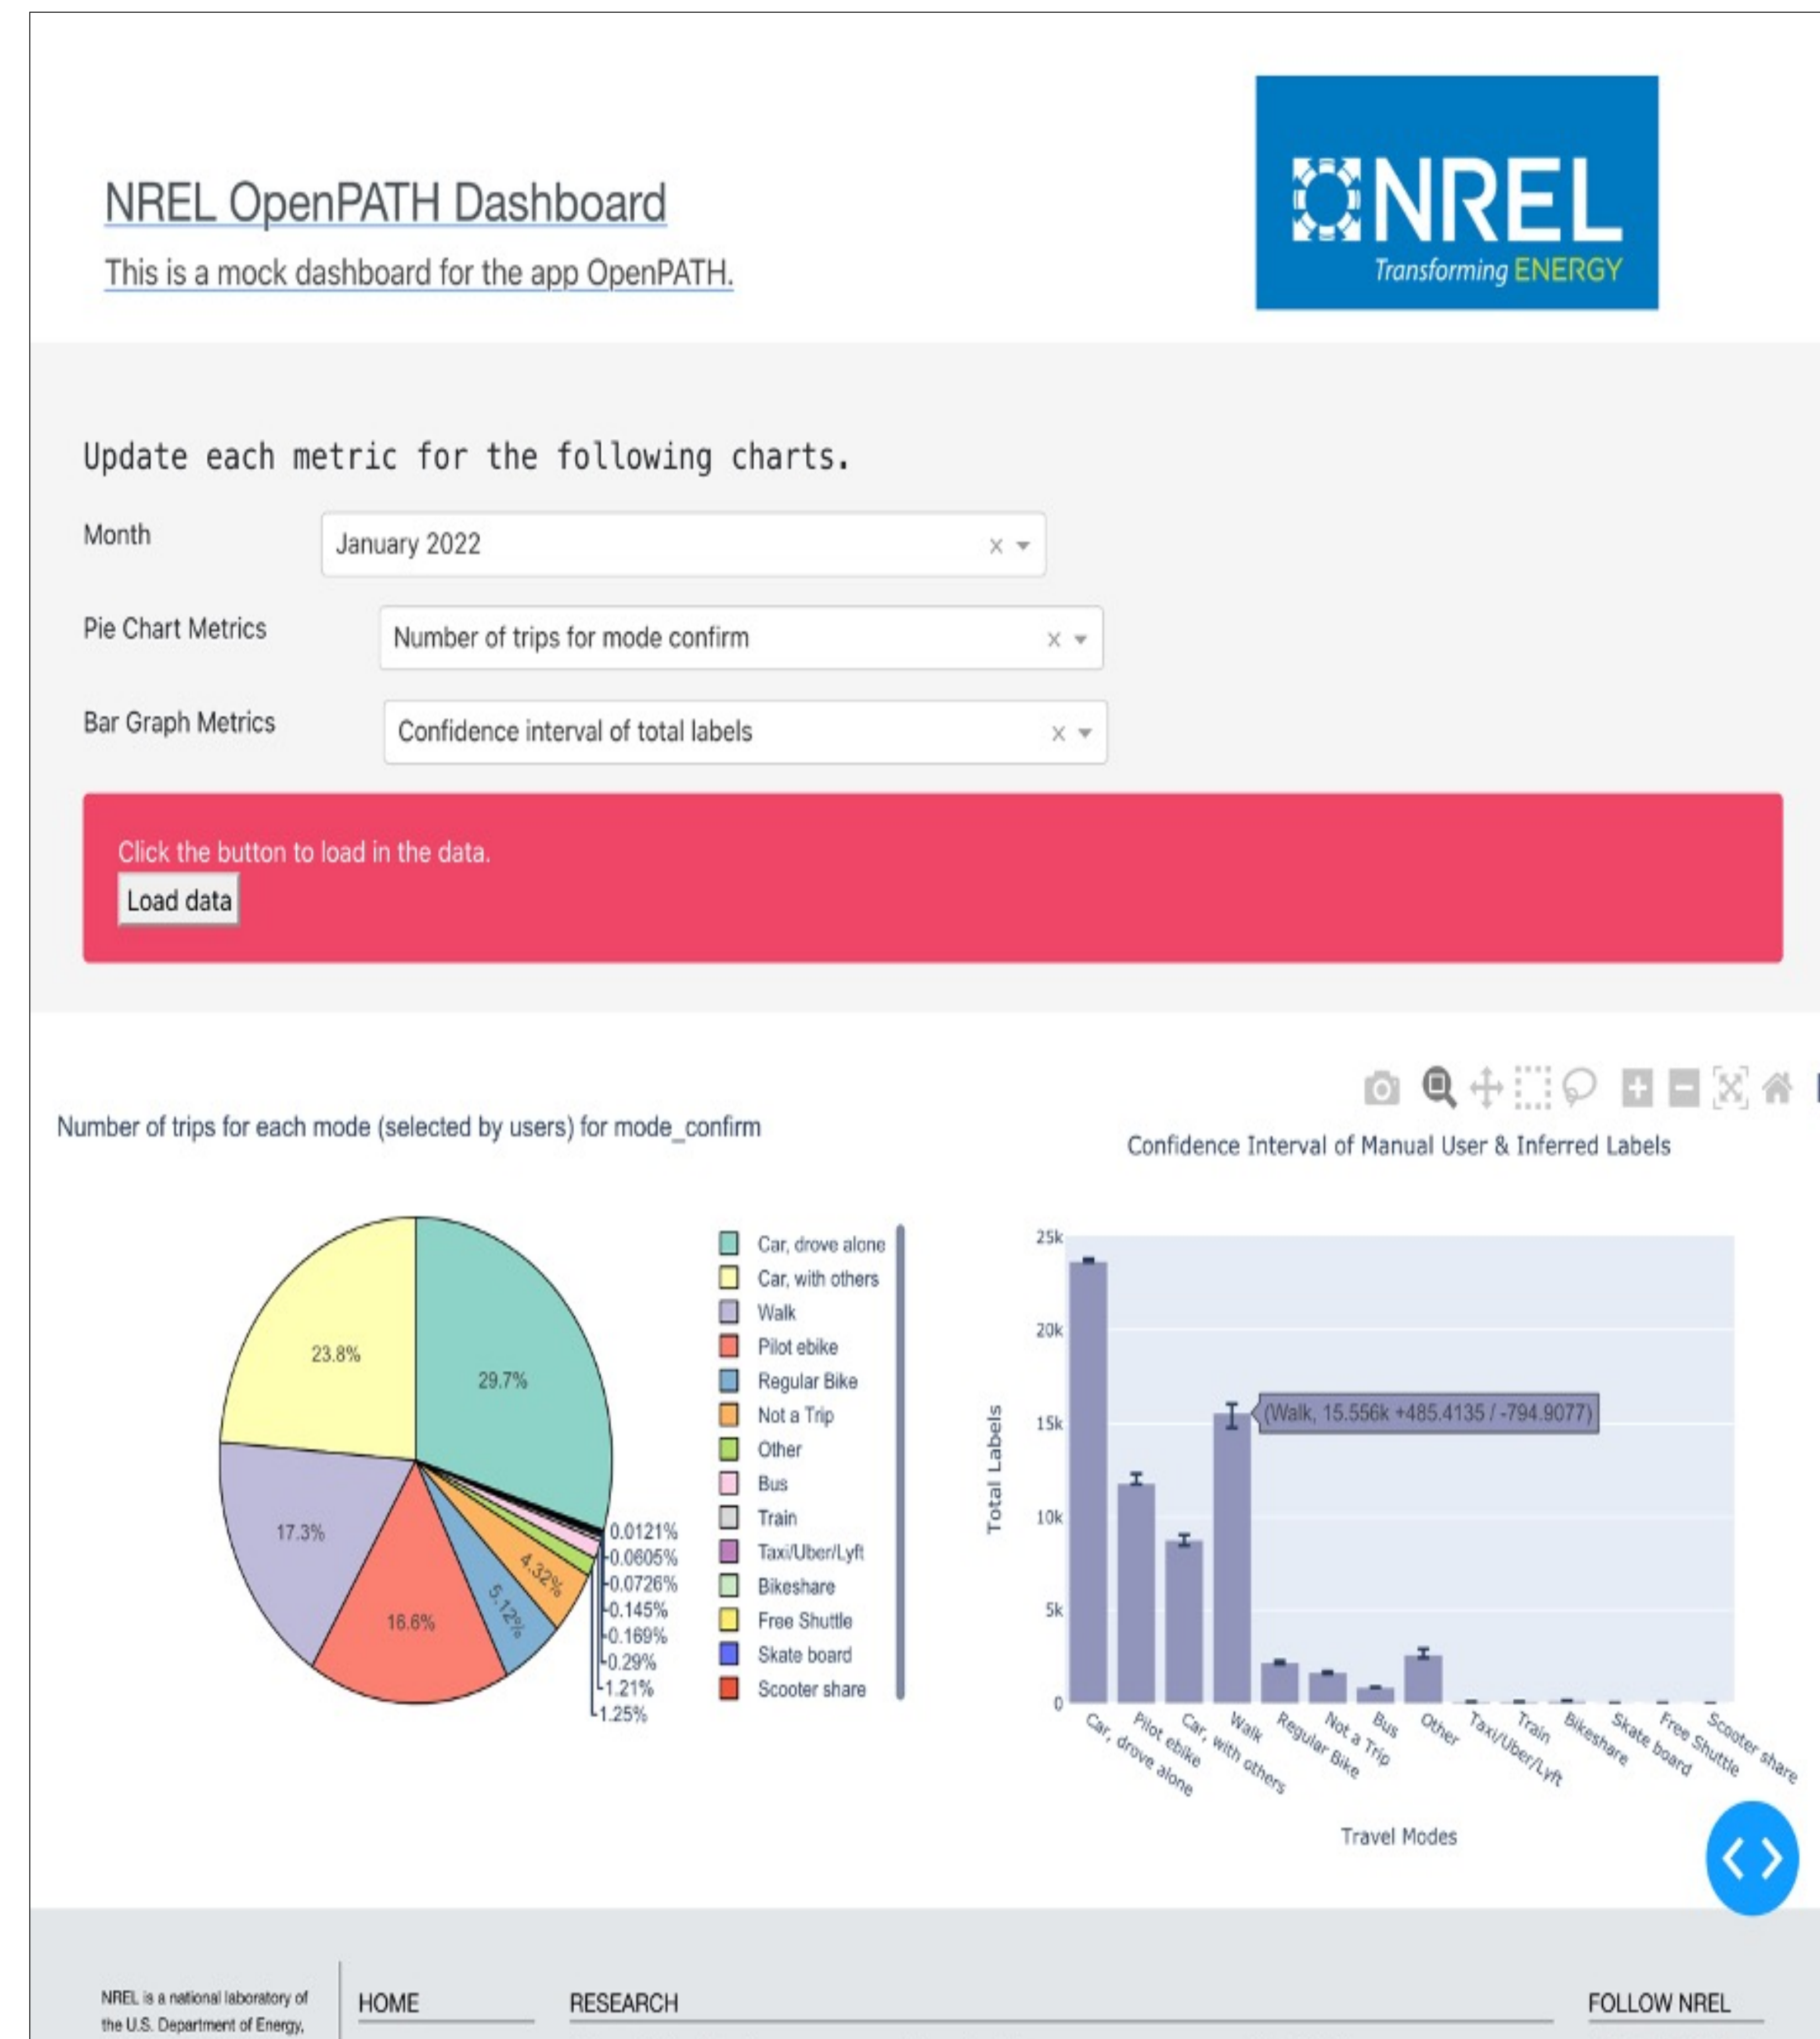 NREL OpenPATH Dashboard
This is a mock dashboard for the app OpenPATH.
NREL
Transforming ENERGY
Update each metric for the following charts.
Month
January 2022
Pie Chart Metrics
Number of trips for mode confirm
Bar Graph Metrics
Confidence interval of total labels
Click the button to load in the data.
Load data
Number of trips for each mode (selected by users) for mode_confirm
23.8%
29.7%
17.3%
16.6%
5.12%
4.32%
0.0121%
0.0605%
0.0726%
0.145%
0.169%
0.29%
1.21%
1.25%
Car, drove alone
Car, with others
Walk
Pilot ebike
Regular Bike
Not a Trip
Other
Bus
Train
Taxi/Uber/Lyft
Bikeshare
Free Shuttle
Skate board
Scooter share
Confidence Interval of Manual User & Inferred Labels
Total Labels
25k
20k
15k
10k
5k
0
(Walk, 15.556k +485.4135 / -794.9077)
Car, drove alone
Pilot ebike
Car, with others
Walk
Regular Bike
Not a Trip
Bus
Other
Taxi/Uber/Lyft
Train
Bikeshare
Skate board
Free Shuttle
Scooter share
Travel Modes
NREL is a national laboratory of
the U.S. Department of Energy,
HOME
RESEARCH
FOLLOW NREL